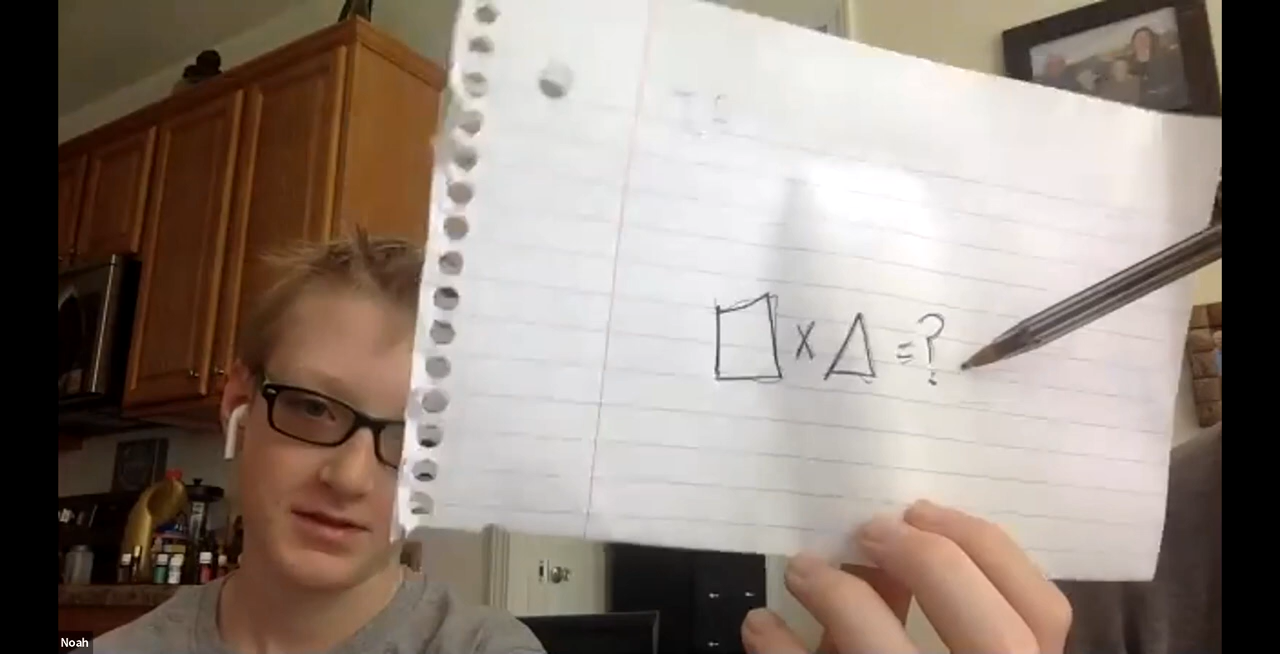 □ x △ = ?
Noah